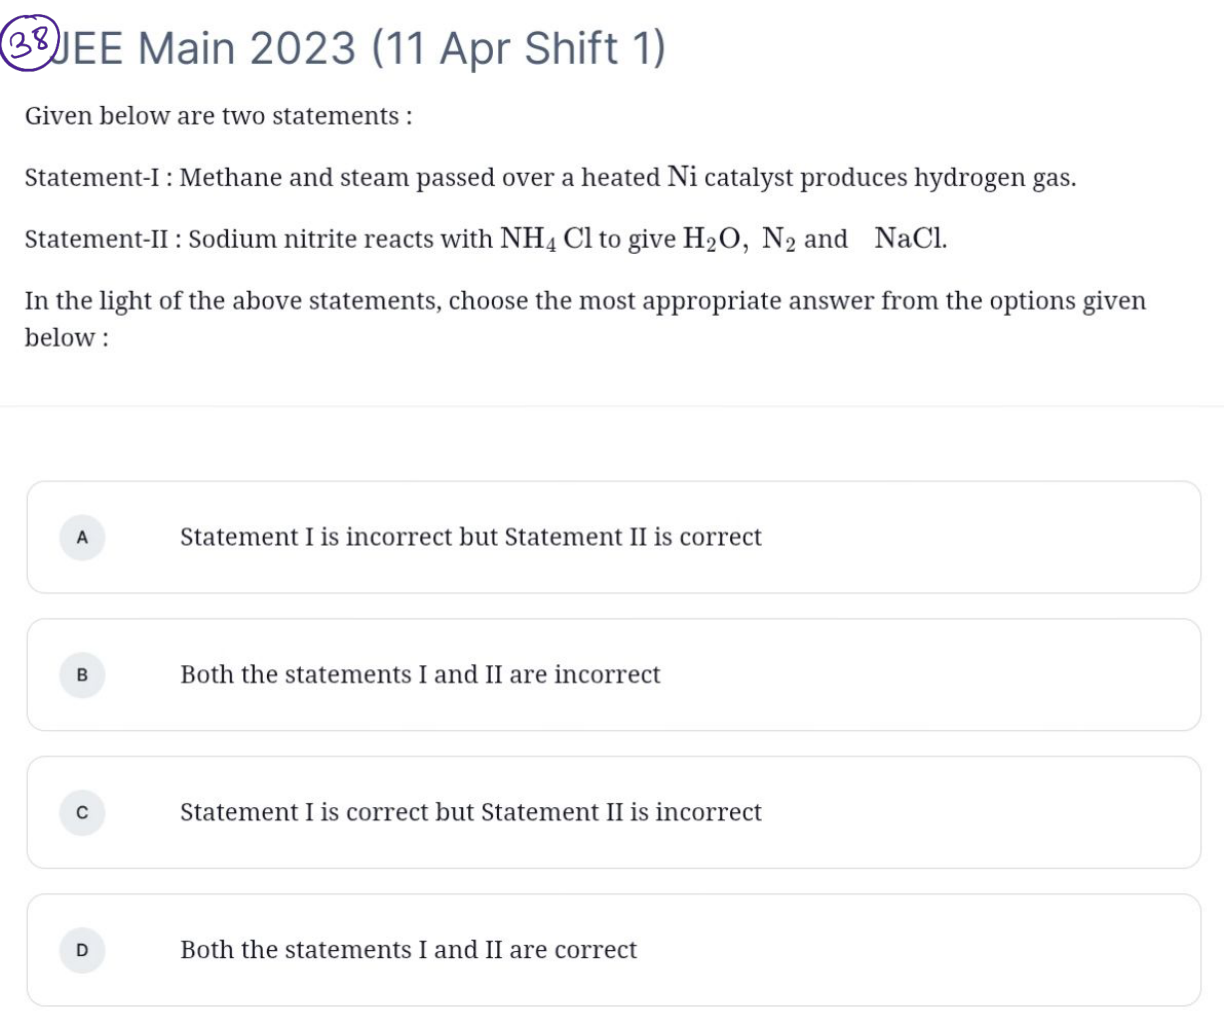 38 JEE Main 2023 (11 Apr Shift 1)
Given below are two statements :
Statement-I : Methane and steam passed over a heated Ni catalyst produces hydrogen gas.
Statement-II : Sodium nitrite reacts with NH₄ Cl to give H₂O, N₂ and NaCl.
In the light of the above statements, choose the most appropriate answer from the options given
below :
A Statement I is incorrect but Statement II is correct
B Both the statements I and II are incorrect
C Statement I is correct but Statement II is incorrect
D Both the statements I and II are correct